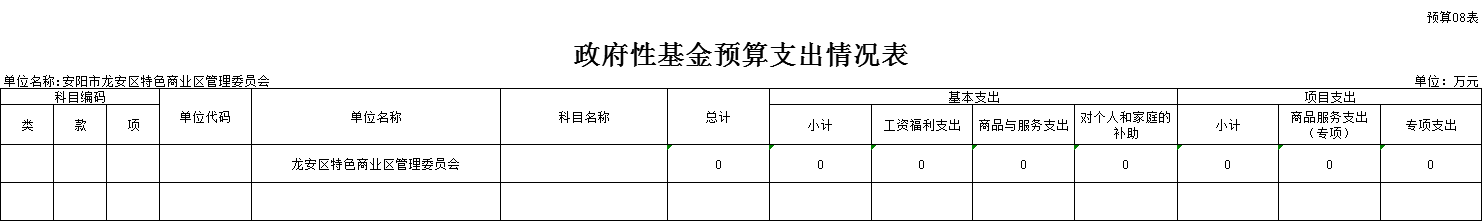 预算08表
政府性基金预算支出情况表
单位名称:安阳市龙安区特色商业区管理委员会 单位：万元
科目编码 单位代码 单位名称 科目名称 总计 基本支出 项目支出
类 款 项 小计 工资福利支出 商品与服务支出 对个人和家庭的
补助 小计 商品服务支出
（专项） 专项支出
龙安区特色商业区管理委员会 0 0 0 0 0 0 0 0